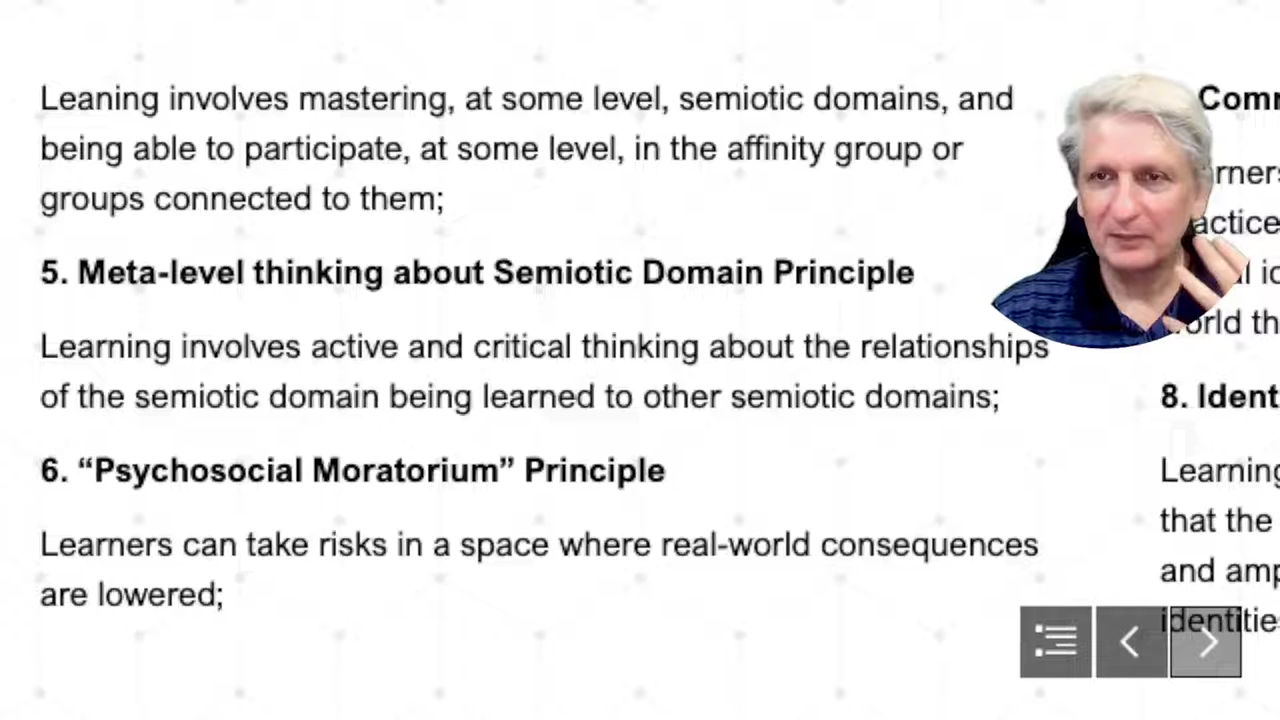 Leaning involves mastering, at some level, semiotic domains, and
being able to participate, at some level, in the affinity group or
groups connected to them;
5. Meta-level thinking about Semiotic Domain Principle
Learning involves active and critical thinking about the relationships
of the semiotic domain being learned to other semiotic domains;
6. “Psychosocial Moratorium” Principle
Learners can take risks in a space where real-world consequences
are lowered;
8. Ident
Learning
that the
and amp
identitie